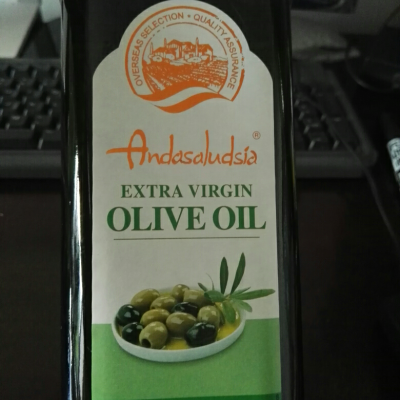 OVERSEAS SELECTION • QUALITY ASSURANCE
Andasaludsia®
EXTRA VIRGIN
OLIVE OIL